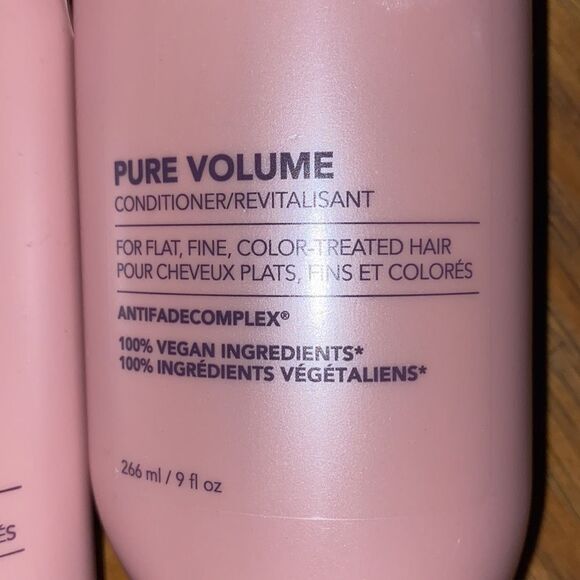 PURE VOLUME
CONDITIONER/REVITALISANT
FOR FLAT, FINE, COLOR-TREATED HAIR
POUR CHEVEUX PLATS, FINS ET COLORÉS
ANTIFADECOMPLEX®
100% VEGAN INGREDIENTS*
100% INGRÉDIENTS VÉGÉTALIENS*
266 ml / 9 fl oz
ÉS